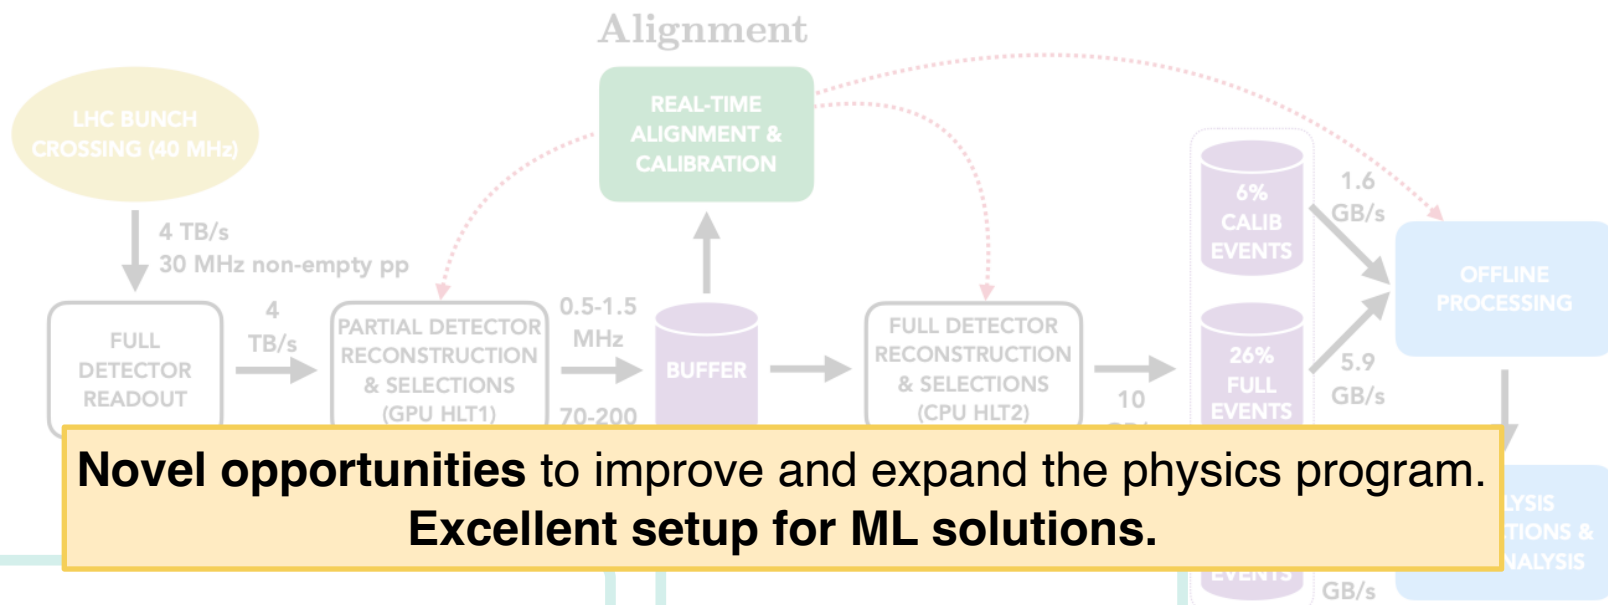 Alignment
LHC BUNCH
CROSSING (40 MHz)
REAL-TIME
ALIGNMENT &
CALIBRATION
4 TB/s
30 MHz non-empty pp
FULL
DETECTOR
READOUT
4
TB/s
PARTIAL DETECTOR
RECONSTRUCTION
& SELECTIONS
(GPU HLT1)
0.5-1.5
MHz
70-200
BUFFER
FULL DETECTOR
RECONSTRUCTION
& SELECTIONS
(CPU HLT2)
10
6%
CALIB
EVENTS
26%
FULL
EVENTS
1.6
GB/s
5.9
GB/s
OFFLINE
PROCESSING
Novel opportunities to improve and expand the physics program.
Excellent setup for ML solutions.
EVENTS
GB/s